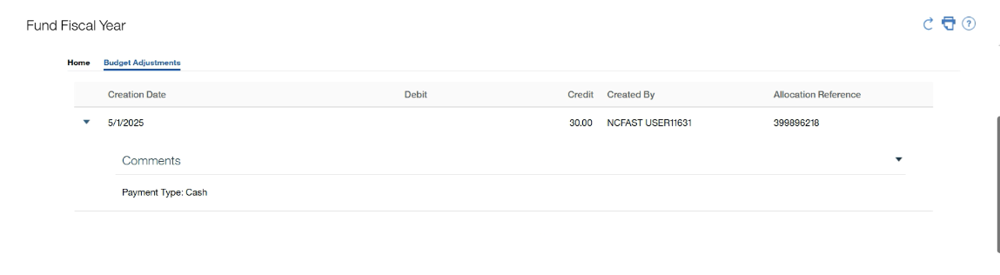 Fund Fiscal Year
?
Home Budget Adjustments
Creation Date Debit Credit Created By Allocation Reference
5/1/2025 30.00 NCFAST USER11631 399896218
Comments
Payment Type: Cash